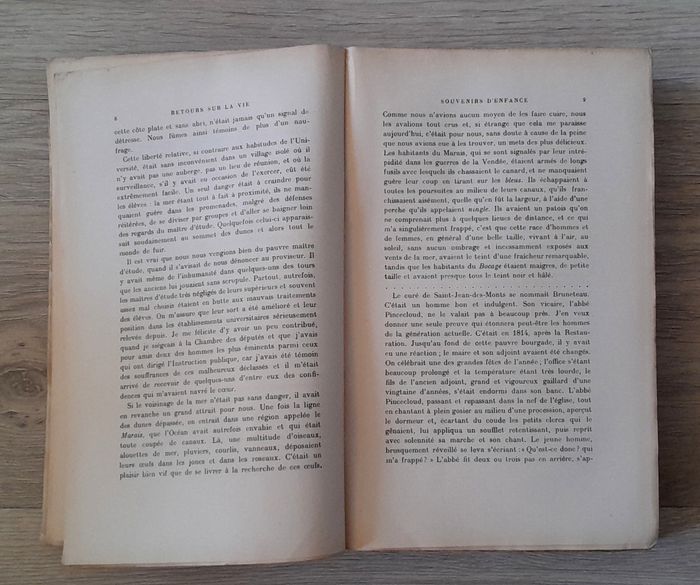 8 RETOURS SUR LA VIE
cette côte plate et sans abri, n'était jamais qu'un signal de
détresse. Nous fûmes ainsi témoins de plus d'un nau-
frage.
Cette liberté relative, si contraire aux habitudes de l'Uni-
versité, était sans inconvénient dans un village isolé où il
n'y avait pas une auberge, pas un lieu de réunion, et où la
surveillance, s'il y avait eu occasion de l'exercer, eût été
extrêmement facile. Un seul danger était à craindre pour
les élèves : la mer étant tout à fait à proximité, ils ne man-
quaient guère dans les promenades, malgré des défenses
réitérées, de se diviser par groupes et d'aller se baigner loin
des regards du maître d'étude. Quelquefois celui-ci apparais-
sait soudainement au sommet des dunes et alors tout le
monde de fuir.
Il est vrai que nous nous vengions bien du pauvre maître
d'étude, quand il s'avisait de nous dénoncer au proviseur. Il
y avait même de l'inhumanité dans quelques-uns des tours
que les anciens lui jouaient sans scrupule. Partout, autrefois,
les maîtres d'étude très négligés de leurs supérieurs et souvent
assez mal choisis étaient en butte aux mauvais traitements
des élèves. On m'assure que leur sort a été amélioré et leur
position dans les établissements universitaires sérieusement
relevée depuis. Je me félicite d'y avoir un peu contribué,
quand je siégeais à la Chambre des députés et que j'avais
pour amis deux des hommes les plus éminents parmi ceux
qui ont dirigé l'Instruction publique, car j'avais été témoin
des souffrances de ces malheureux déclassés et il m'était
arrivé de recevoir de quelques-uns d'entre eux des confi-
dences qui m'avaient navré le cœur.
Si le voisinage de la mer n'était pas sans danger, il avait
en revanche un grand attrait pour nous. Une fois la ligne
des dunes dépassée, on entrait dans une région appelée le
Marais, que l'Océan avait autrefois envahie et qui était
toute coupée de canaux. Là, une multitude d'oiseaux,
alouettes de mer, pluviers, courlis, vanneaux, déposaient
leurs œufs dans les joncs et dans les roseaux. C'était un
plaisir bien vif que de se livrer à la recherche de ces œufs.
SOUVENIRS D'ENFANCE 9
Comme nous n'avions aucun moyen de les faire cuire, nous
les avalions tout crus et, si étrange que cela me paraisse
aujourd'hui, c'était pour nous, sans doute à cause de la peine
que nous avions eue à les trouver, un mets des plus délicieux.
Les habitants du Marais, qui se sont signalés par leur intré-
pidité dans les guerres de la Vendée, étaient armés de longs
fusils avec lesquels ils chassaient le canard, et ne manquaient
guère leur coup en tirant sur les bleus. Ils échappaient à
toutes les poursuites au milieu de leurs canaux, qu'ils fran-
chissaient aisément, quelle qu'en fût la largeur, à l'aide d'une
perche qu'ils appelaient ningle. Ils avaient un patois qu'on
ne comprenait plus à quelques lieues de distance, et ce qui
m'a singulièrement frappé, c'est que cette race d'hommes et
de femmes, en général d'une belle taille, vivant à l'air, au
soleil, sans aucun ombrage et incessamment exposés aux
vents de la mer, avaient le teint d'une fraîcheur remarquable,
tandis que les habitants du Bocage étaient maigres, de petite
taille et avaient presque tous le teint noir et hâlé.
Le curé de Saint-Jean-des-Monts se nommait Bruneteau.
C'était un homme bon et indulgent. Son vicaire, l'abbé
Pincecloud, ne passait pas pour être aussi facile. J'en veux
donner une seule preuve qui étonnera peut-être les hommes
de la génération actuelle. C'était en 1814, après la Restau-
ration. Jusqu'au fond de cette pauvre bourgade, il y avait
eu une réaction ; le maire et son adjoint avaient été changés.
On célébrait une des grandes fêtes de l'année ; l'office s'étant
beaucoup prolongé et la température étant très lourde, le
fils de l'ancien adjoint, grand et vigoureux gaillard d'une
vingtaine d'années, s'était endormi dans son banc. L'abbé
Pincecloud, passant et repassant dans la nef de l'église, tout
en chantant à plein gosier au milieu d'une procession, aperçut
le dormeur et, écartant du coude les petits clercs qui le
gênaient, lui appliqua un soufflet retentissant, puis reprit
avec solennité sa marche et son chant. Le jeune homme,
brusquement réveillé se leva s'écriant : « Qu'est-ce donc ? qui
m'a frappé ? » L'abbé fit deux ou trois pas en arrière, s'ap-